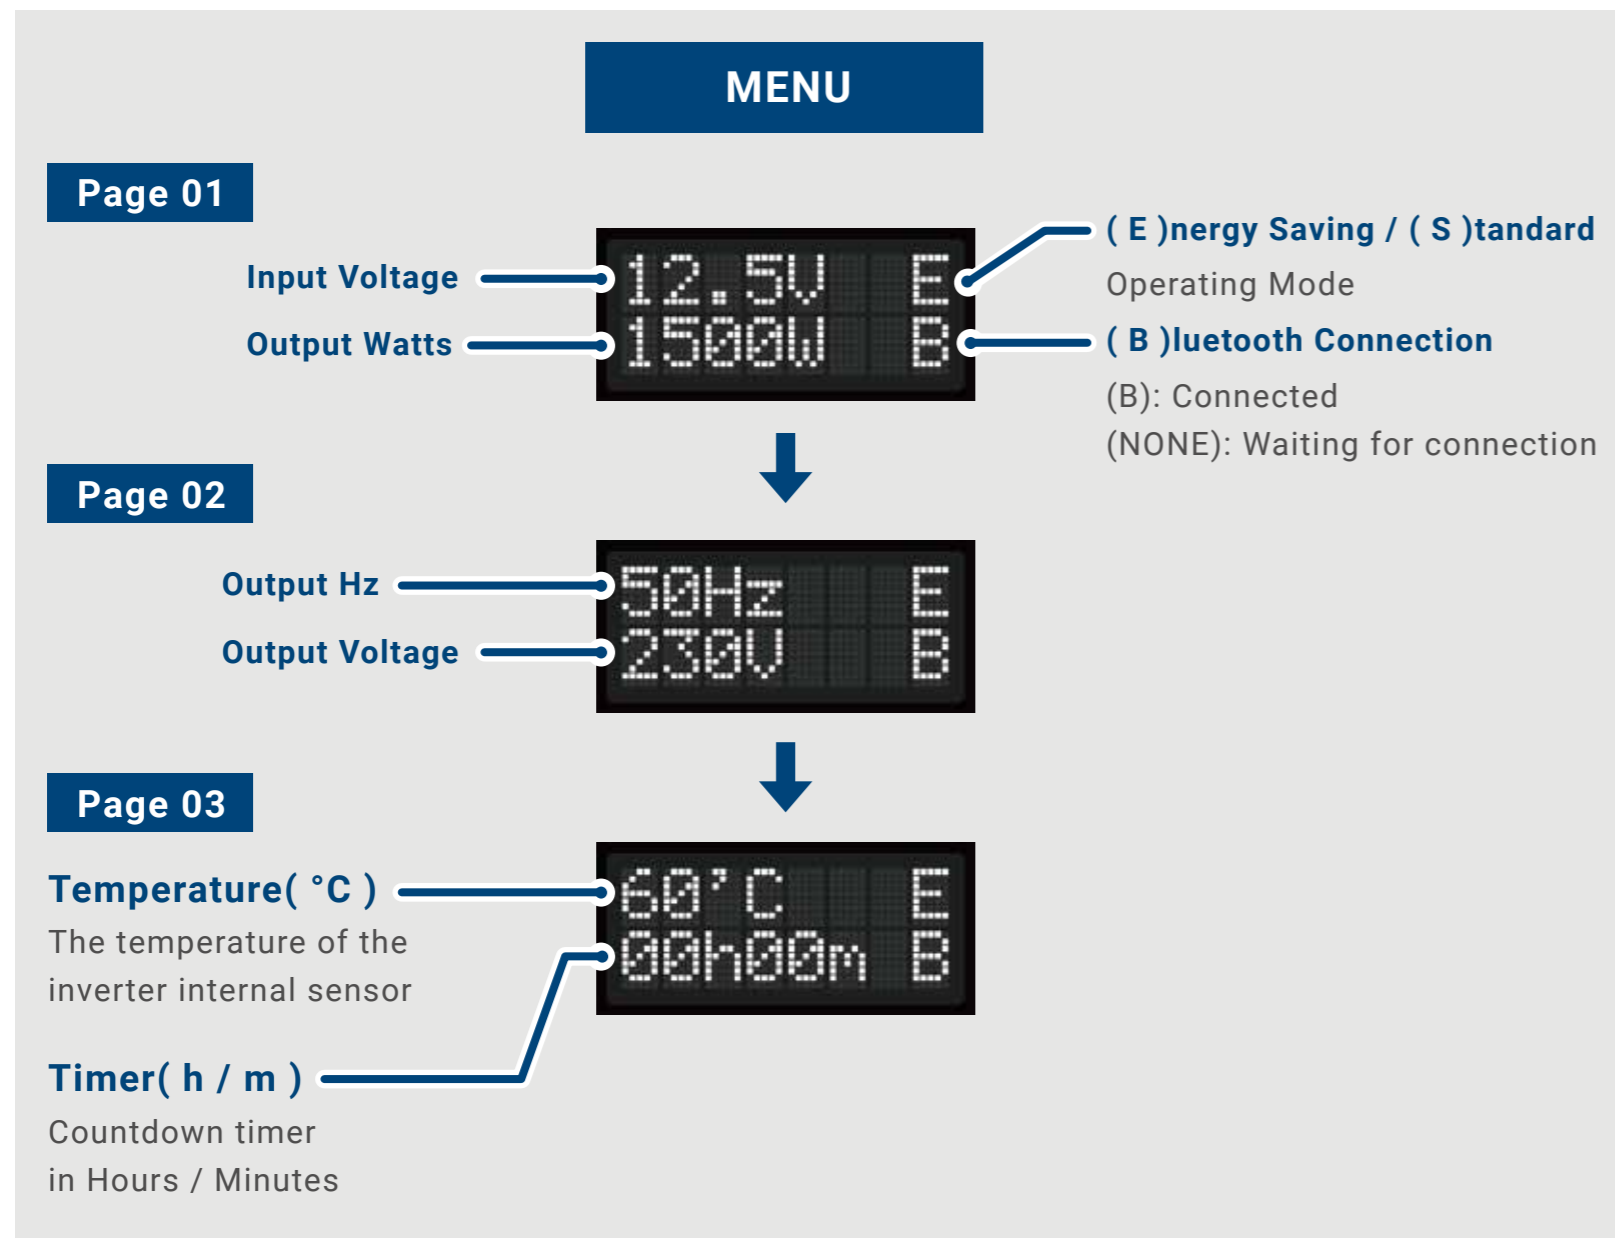 MENU
Page 01
Input Voltage
Output Watts
12.5V E
1500W B
( E )nergy Saving / ( S )tandard
Operating Mode
( B )luetooth Connection
(B): Connected
(NONE): Waiting for connection
Page 02
Output Hz
Output Voltage
50Hz E
230V B
Page 03
Temperature( °C )
The temperature of the
inverter internal sensor
Timer( h / m )
Countdown timer
in Hours / Minutes
60'C E
00h00m B